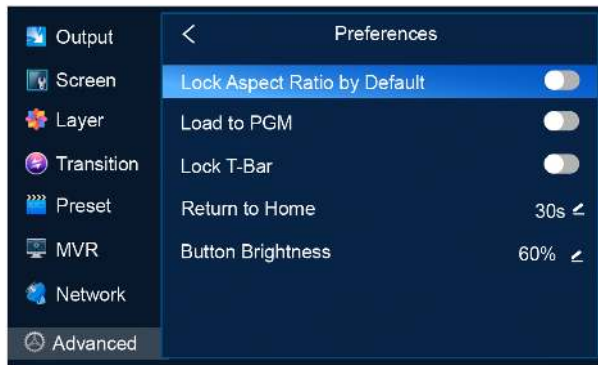 Output
Screen
Layer
Transition
Preset
MVR
Network
Advanced
Preferences
Lock Aspect Ratio by Default
Load to PGM
Lock T-Bar
Return to Home 30s
Button Brightness 60%